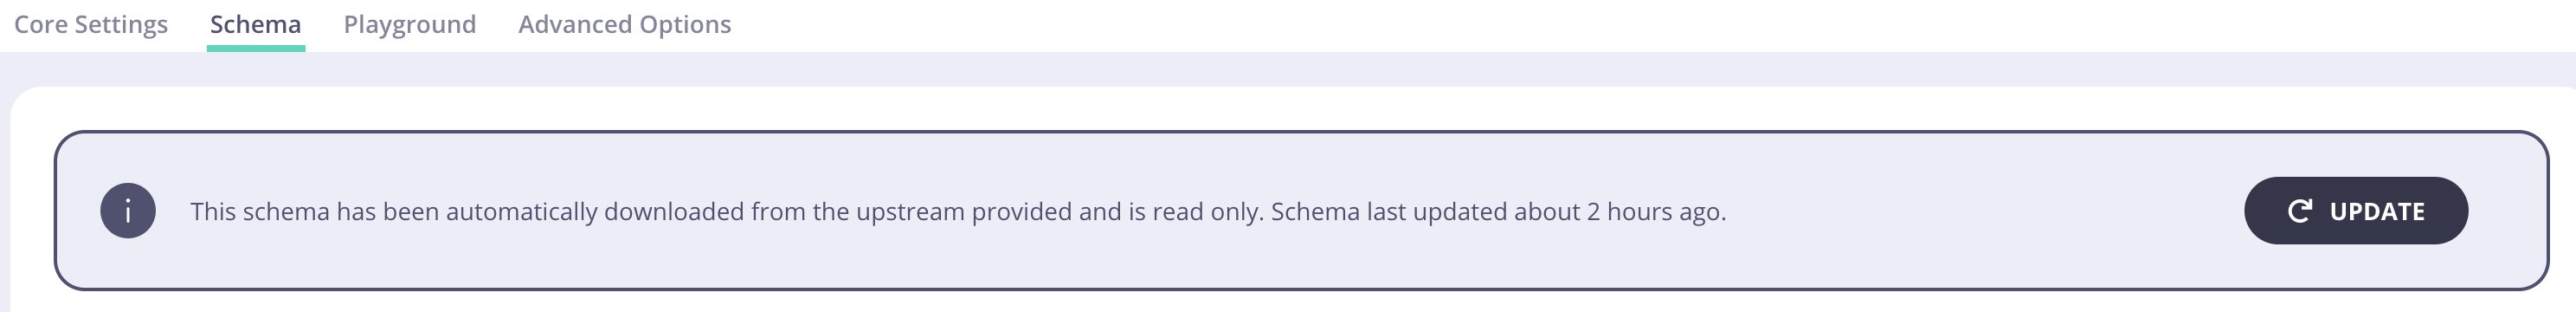 Core Settings Schema Playground Advanced Options
This schema has been automatically downloaded from the upstream provided and is read only. Schema last updated about 2 hours ago. UPDATE